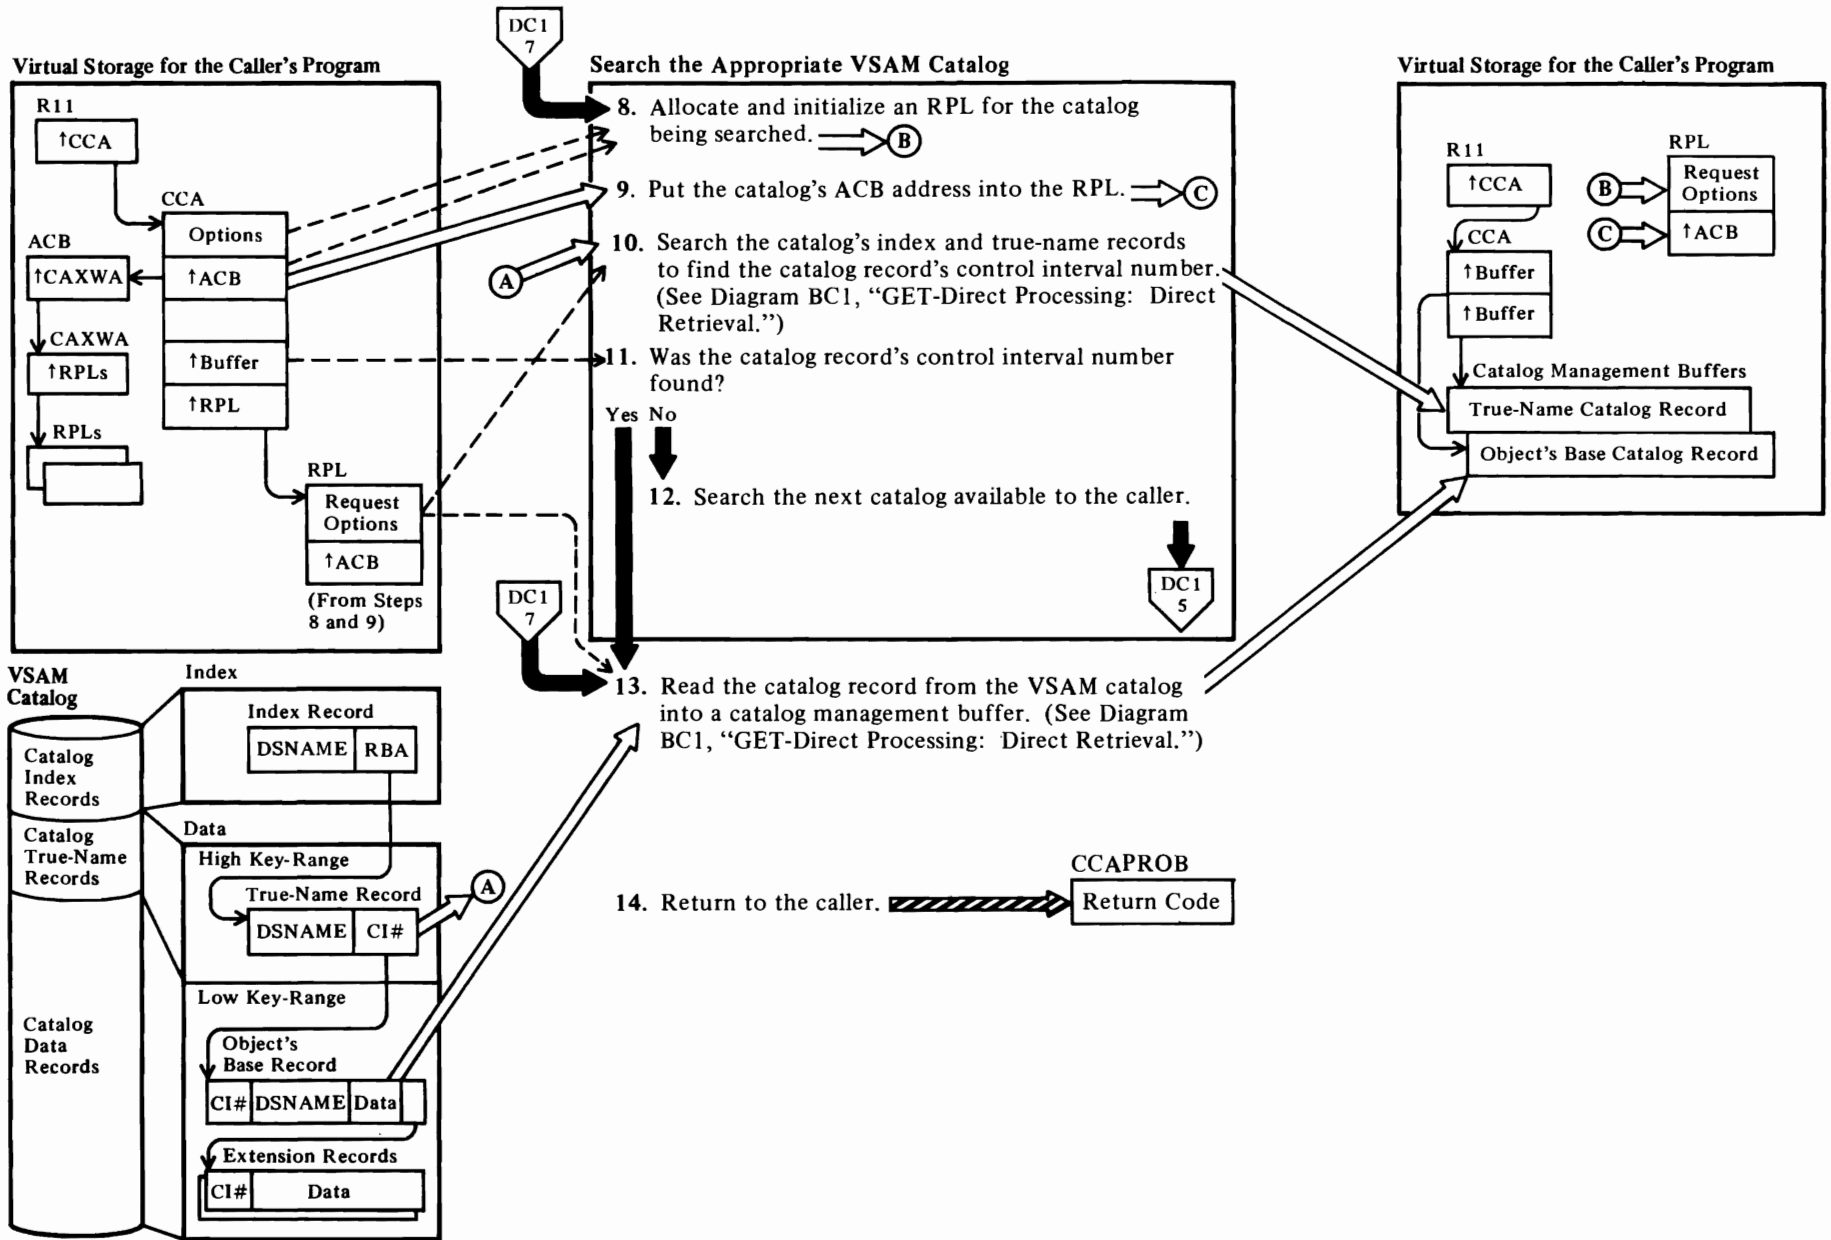 DC1
7
Virtual Storage for the Caller's Program
R11
↑CCA
CCA
Options
↑ACB
↑Buffer
↑RPL
ACB
↑CAXWA
CAXWA
↑RPLs
RPLs
RPL
Request
Options
↑ACB
(From Steps
8 and 9)
Search the Appropriate VSAM Catalog
8. Allocate and initialize an RPL for the catalog
being searched. B
9. Put the catalog's ACB address into the RPL. C
A
10. Search the catalog's index and true-name records
to find the catalog record's control interval number.
(See Diagram BC1, “GET-Direct Processing: Direct
Retrieval.”)
11. Was the catalog record's control interval number
found?
Yes No
12. Search the next catalog available to the caller.
DC1
5
DC1
7
13. Read the catalog record from the VSAM catalog
into a catalog management buffer. (See Diagram
BC1, “GET-Direct Processing: Direct Retrieval.”)
14. Return to the caller.
CCAPROB
Return Code
Virtual Storage for the Caller's Program
R11
↑CCA
CCA
↑Buffer
↑Buffer
RPL
B
Request
Options
C
↑ACB
Catalog Management Buffers
True-Name Catalog Record
Object's Base Catalog Record
VSAM
Catalog
Catalog
Index
Records
Catalog
True-Name
Records
Catalog
Data
Records
Index
Index Record
DSNAME RBA
Data
High Key-Range
True-Name Record
DSNAME CI#
A
Low Key-Range
Object's
Base Record
CI# DSNAME Data
Extension Records
CI# Data